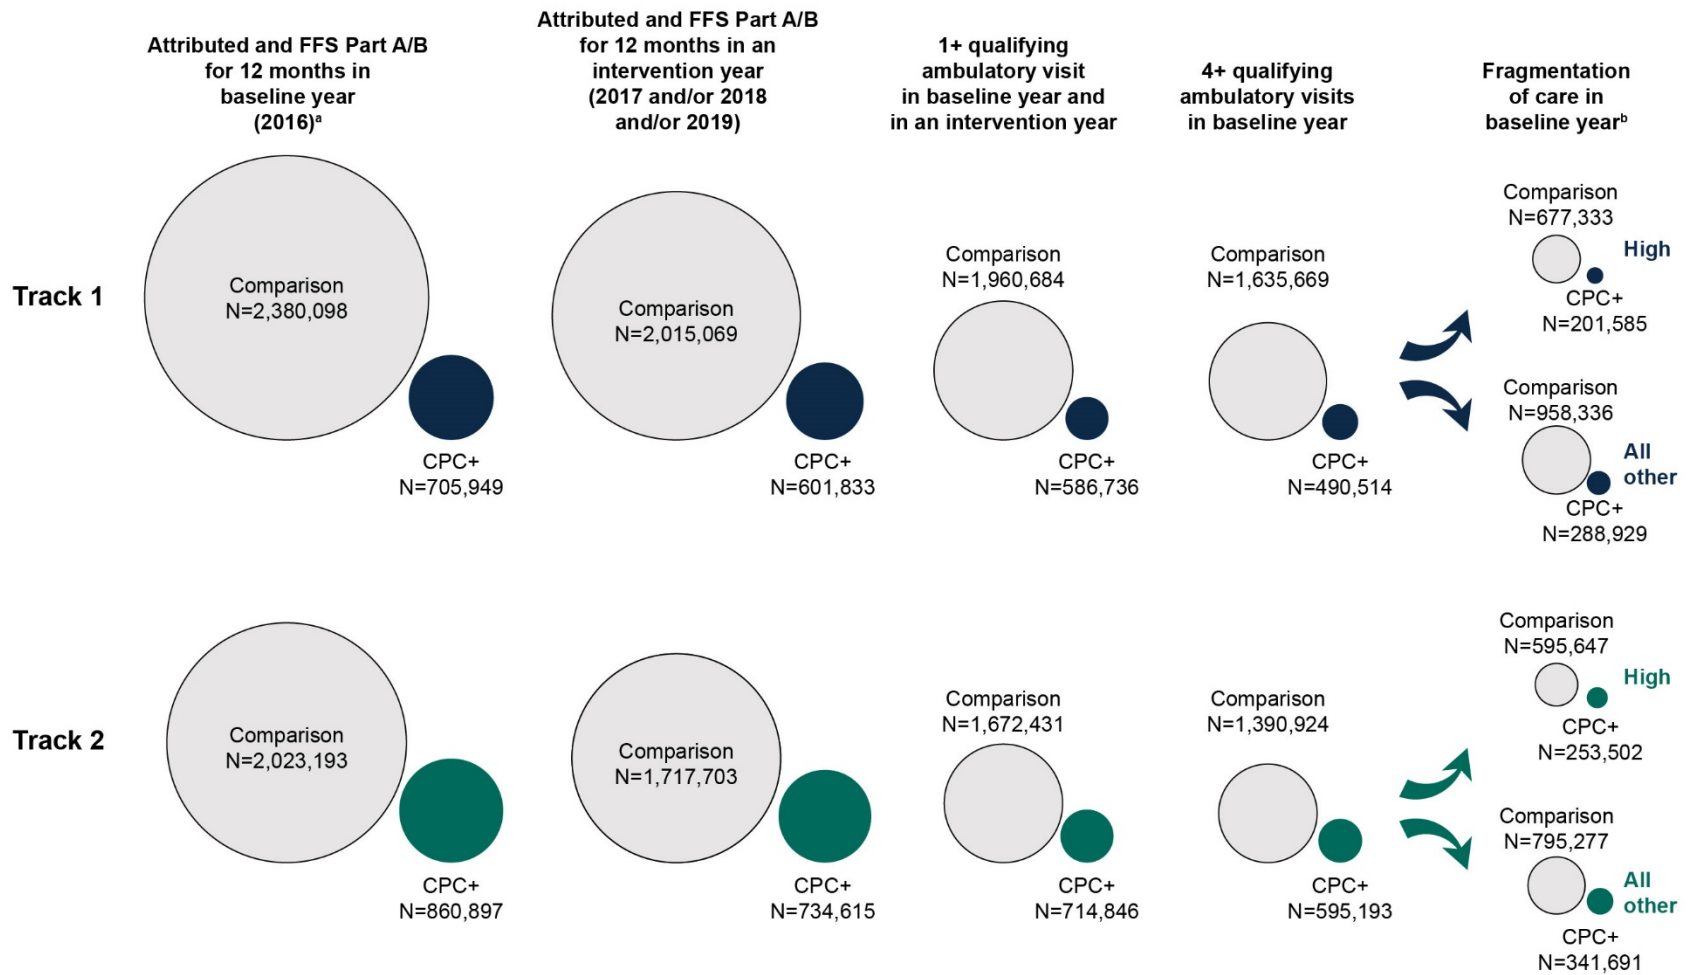 Attributed and FFS Part A/B
for 12 months in
baseline year
(2016)ᵃ
Attributed and FFS Part A/B
for 12 months in an
intervention year
(2017 and/or 2018
and/or 2019)
1+ qualifying
ambulatory visit
in baseline year and
in an intervention year
4+ qualifying
ambulatory visits
in baseline year
Fragmentation
of care in
baseline yearᵇ
Track 1
Comparison
N=2,380,098
CPC+
N=705,949
Comparison
N=2,015,069
CPC+
N=601,833
Comparison
N=1,960,684
CPC+
N=586,736
Comparison
N=1,635,669
CPC+
N=490,514
Comparison
N=677,333
High
CPC+
N=201,585
Comparison
N=958,336
All
other
CPC+
N=288,929
Track 2
Comparison
N=2,023,193
CPC+
N=860,897
Comparison
N=1,717,703
CPC+
N=734,615
Comparison
N=1,672,431
CPC+
N=714,846
Comparison
N=1,390,924
CPC+
N=595,193
Comparison
N=595,647
High
CPC+
N=253,502
Comparison
N=795,277
All
other
CPC+
N=341,691